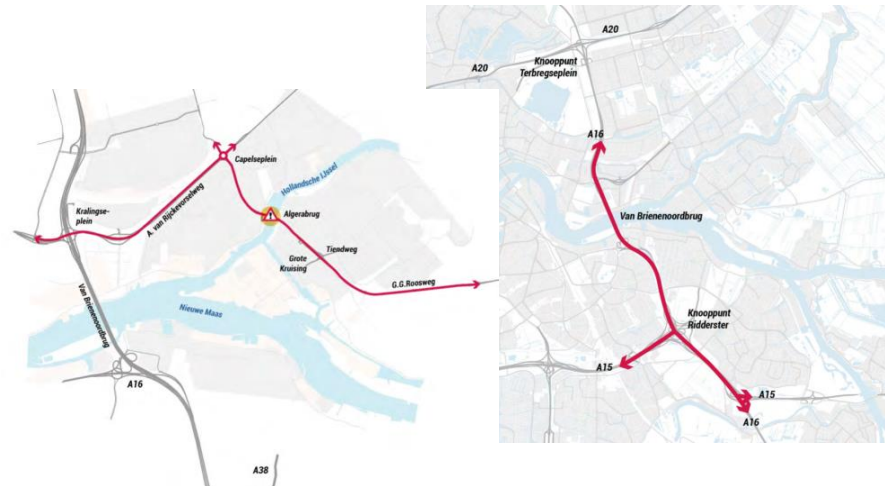 Capelseplein
Hollandsche IJssel
Kralingse-
plein
A. van Rijckevorselweg
Algerabrug
Tiendweg
Grote
Kruising
G.G.Roosweg
Van Brienenoordbrug
Nieuwe Maas
A16
A38
A20
A20
Knooppunt
Terbregseplein
A16
Van Brienenoordbrug
Knooppunt
Ridderster
A15
A15
A16